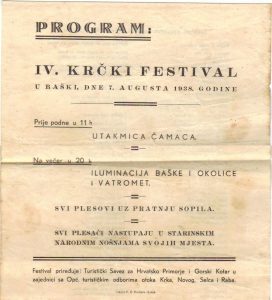 PROGRAM:
IV. KRČKI FESTIVAL
U BAŠKI, DNE 7. AUGUSTA 1938. GODINE
Prije podne u 11 h
UTAKMICA ČAMACA.
Na večer u 20 h
ILUMINACIJA BAŠKE I OKOLICE
I VATROMET.
SVI PLESOVI UZ PRATNJU SOPILA.
SVI PLESAČI NASTUPAJU U STARINSKIM
NARODNIM NOŠNJAMA SVOJIH MJESTA.
Festival priređuje: Turistički Savez za Hrvatsko Primorje i Gorski Kotar u
zajednici sa Opć. turističkim odborima otoka Krka, Novog, Selca i Raba.